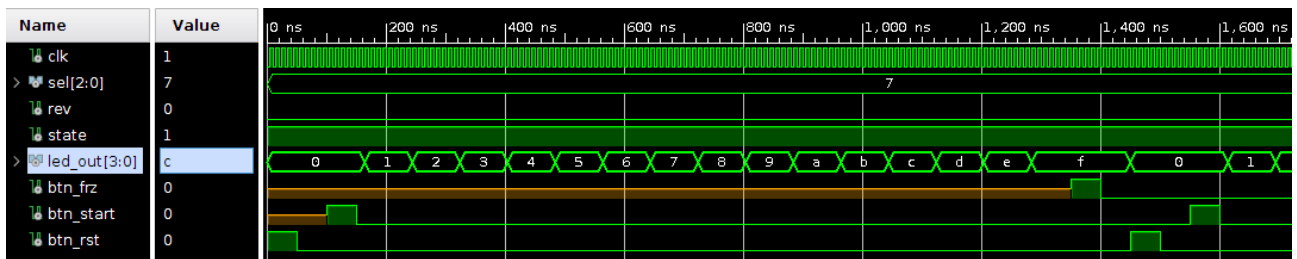 Name Value 0 ns 200 ns 400 ns 600 ns 800 ns 1,000 ns 1,200 ns 1,400 ns 1,600 ns
clk 1
sel[2:0] 7 7
rev 0
state 1
led_out[3:0] c 0 1 2 3 4 5 6 7 8 9 a b c d e f 0 1
btn_frz 0
btn_start 0
btn_rst 0